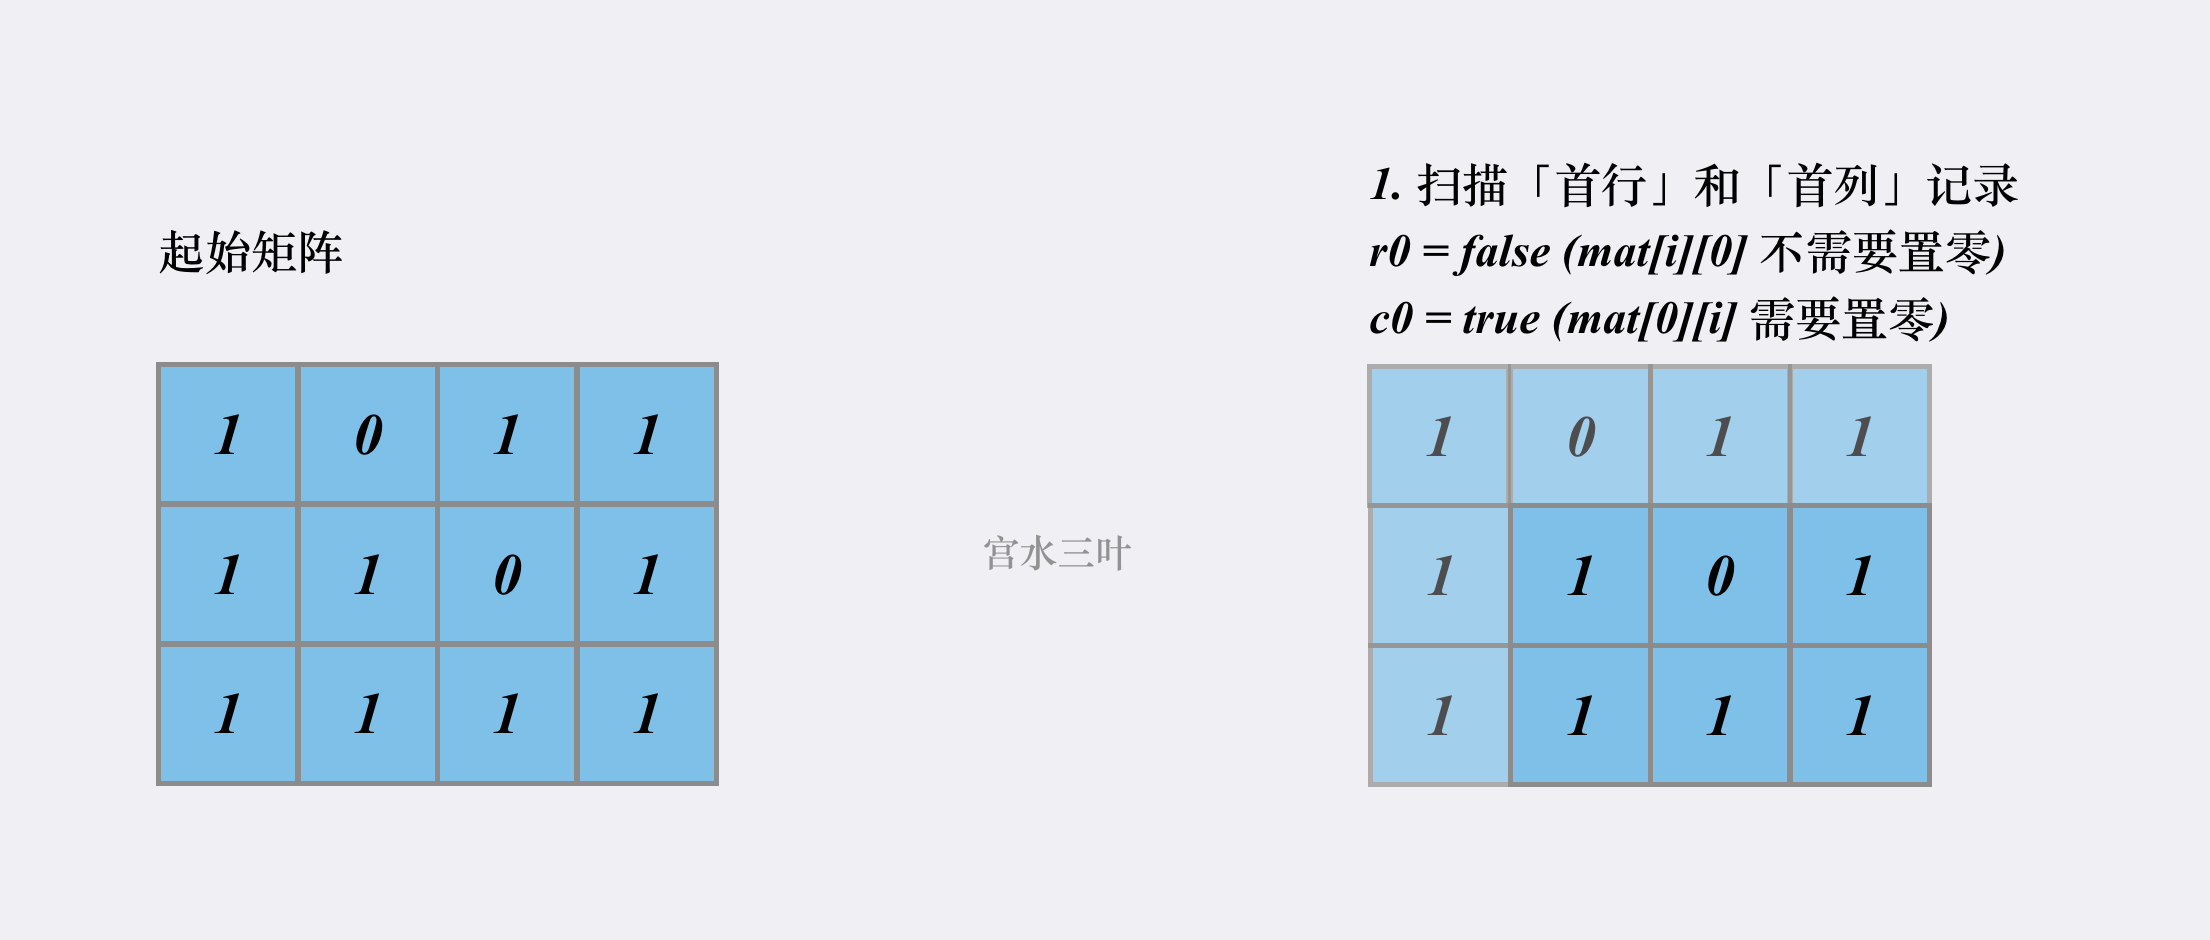 起始矩阵
1 0 1 1
1 1 0 1
1 1 1 1
宫水三叶
1. 扫描「首行」和「首列」记录
r0 = false (mat[i][0] 不需要置零)
c0 = true (mat[0][i] 需要置零)
1 0 1 1
1 1 0 1
1 1 1 1